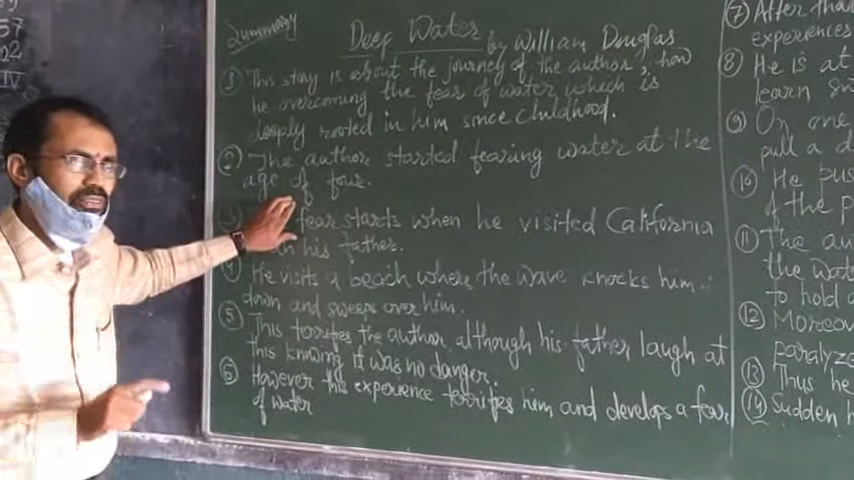 57
02
IV
Summary
Deep Water by William Douglas
① This story is about the journey of the author, how
he overcoming the fear of water which is
deeply rooted in him since childhood.
② The author started fearing water at the
age of four.
fear starts when he visited California
his father.
④ He visits a beach where the wave knocks him
down and sweeps over him.
⑤ This terrifies the author although his father laugh at
this knowing it was no danger.
⑥ However this experience terrifies him and develops a fear
of water
⑦ After
experiences
⑧ He is at
learn
⑨ On one
pull a
⑩ He
of the
⑪ The
the
to hold
⑫ Moreov
paralyze
⑬ Thus he
⑭ Sudden